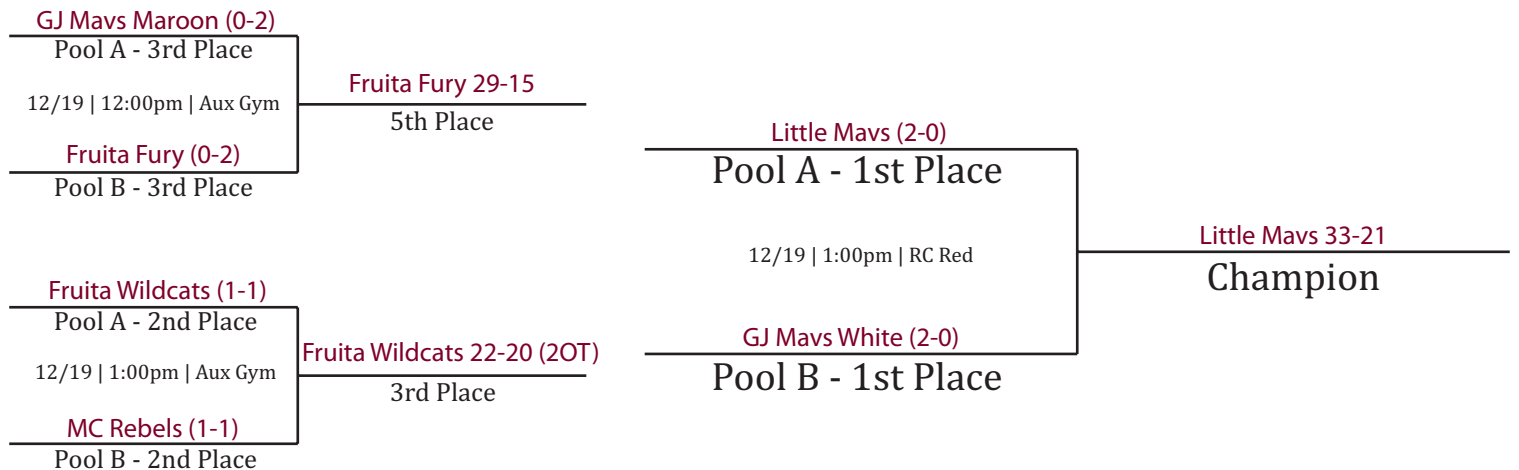 GJ Mavs Maroon (0-2)
Pool A - 3rd Place
12/19 | 12:00pm | Aux Gym
Fruita Fury (0-2)
Pool B - 3rd Place
Fruita Fury 29-15
5th Place
Fruita Wildcats (1-1)
Pool A - 2nd Place
12/19 | 1:00pm | Aux Gym
MC Rebels (1-1)
Pool B - 2nd Place
Fruita Wildcats 22-20 (2OT)
3rd Place
Little Mavs (2-0)
Pool A - 1st Place
12/19 | 1:00pm | RC Red
GJ Mavs White (2-0)
Pool B - 1st Place
Little Mavs 33-21
Champion